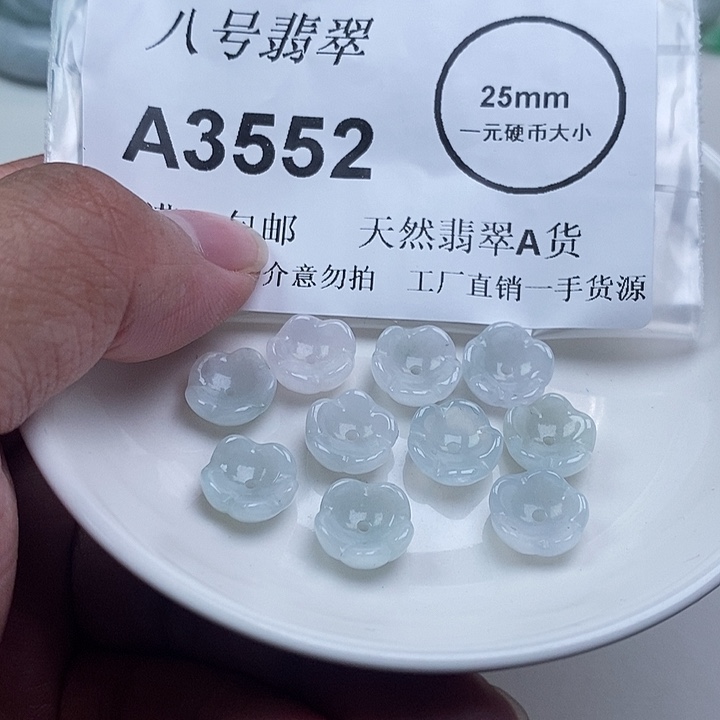 八号翡翠
25mm
一元硬币大小
A3552
包邮 天然翡翠A货
介意勿拍 工厂直销一手货源